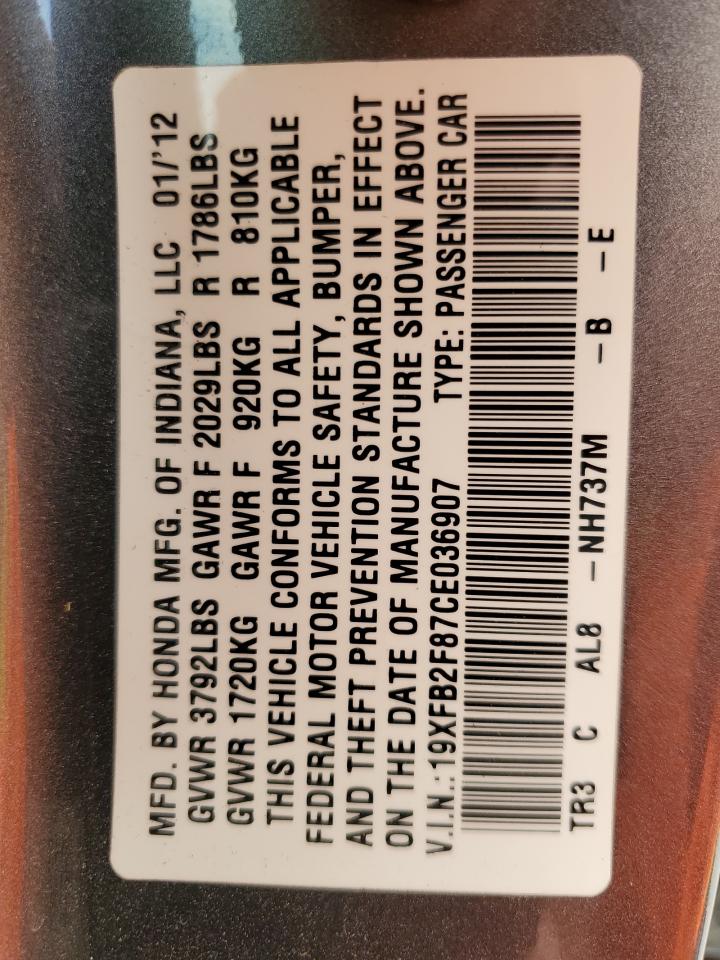 MFD. BY HONDA MFG. OF INDIANA, LLC 01/'12
GVWR 3792LBS GAWR F 2029LBS R 1786LBS
GVWR 1720KG GAWR F 920KG R 810KG
THIS VEHICLE CONFORMS TO ALL APPLICABLE
FEDERAL MOTOR VEHICLE SAFETY, BUMPER,
AND THEFT PREVENTION STANDARDS IN EFFECT
ON THE DATE OF MANUFACTURE SHOWN ABOVE.
V.I.N.: 19XFB2F87CE036907 TYPE: PASSENGER CAR
TR3 C AL8 –NH737M –B –E